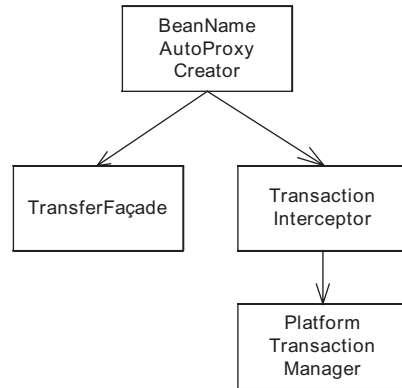 BeanName
AutoProxy
Creator
TransferFaçade
Transaction
Interceptor
Platform
Transaction
Manager